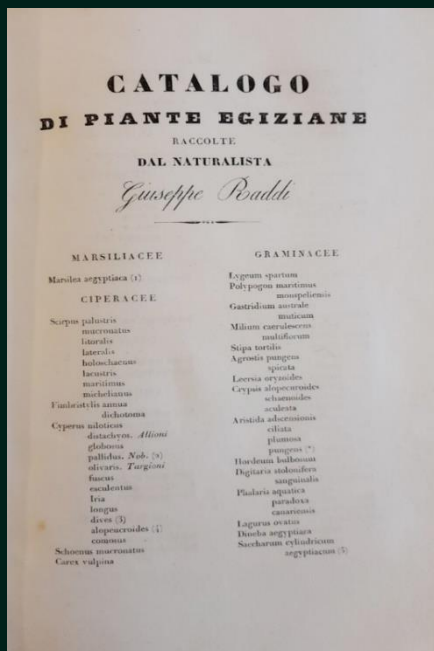 CATALOGO
DI PIANTE EGIZIANE
RACCOLTE
DAL NATURALISTA
Giuseppe Raddi
MARSILIACEE
Marsilea aegyptiaca (1)
CIPERACEE
Scirpus palustris
mucronatus
litoralis
lateralis
holoschaenus
lacustris
maritimus
michelianus
Fimbristylis annua
dichotoma
Cyperus niloticus
distachyos. Allioni
globosus
pallidus. Nob. (2)
olivaris. Targioni
fuscus
esculentus
Iria
longus
dives (3)
alopecuroides (4)
comosus
Schoenus mucronatus
Carex vulpina
GRAMINACEE
Lygeum spartum
Polypogon maritimus
monspeliensis
Gastridium australe
muticum
Milium caerulescens
multiflorum
Stipa tortilis
Agrostis pungens
spicata
Leersia oryzoides
Crypsis alopecuroides
schaenoides
aculeata
Aristida adscensionis
ciliata
plumosa
pungens (*)
Hordeum bulbosum
Digitaria stolonifera
sanguinalis
Phalaris aquatica
paradoxa
canariensis
Lagurus ovatus
Dineba aegyptiaca
Saccharum cylindricum
aegyptiacum (5)